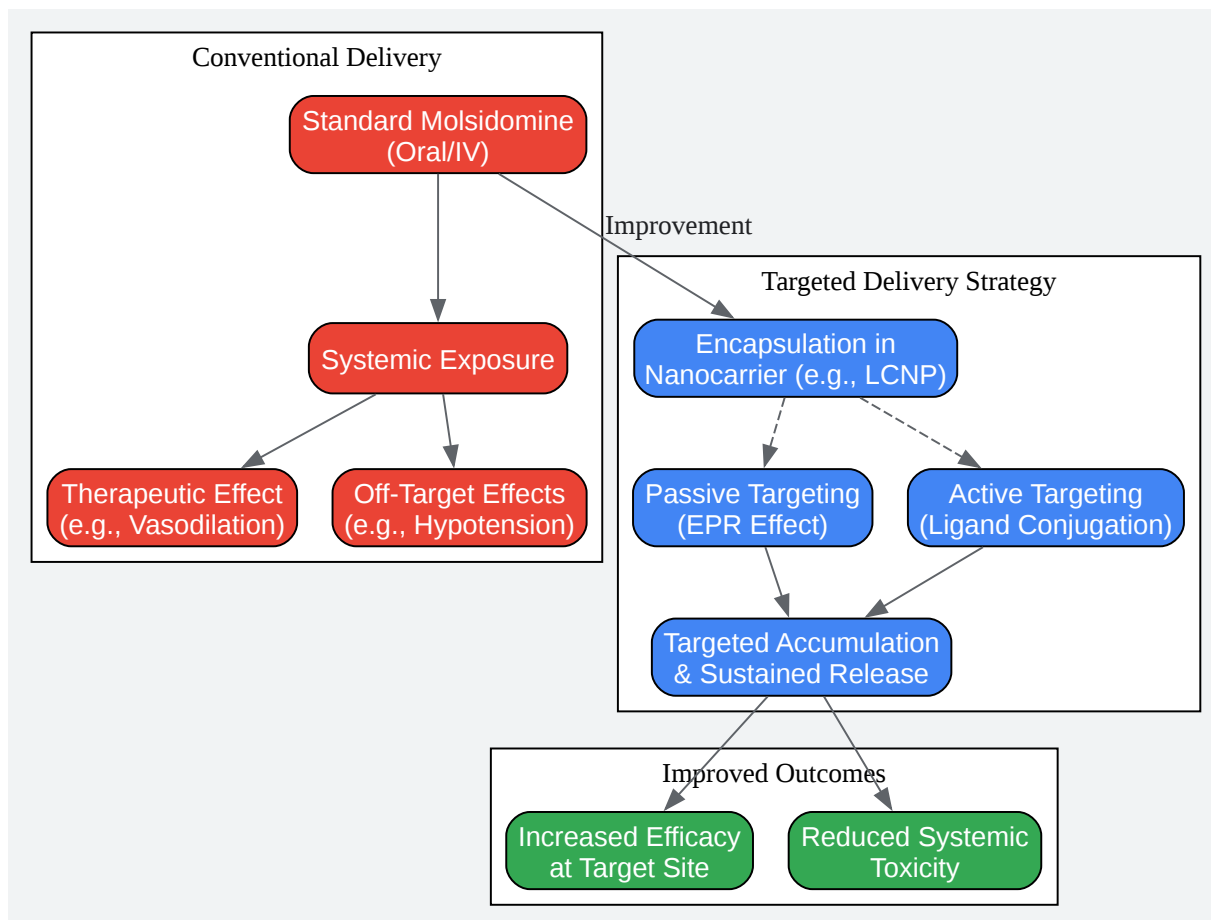 Conventional Delivery
Standard Molsidomine
(Oral/IV)
Improvement
Systemic Exposure
Therapeutic Effect
(e.g., Vasodilation)
Off-Target Effects
(e.g., Hypotension)
Targeted Delivery Strategy
Encapsulation in
Nanocarrier (e.g., LCNP)
Passive Targeting
(EPR Effect)
Active Targeting
(Ligand Conjugation)
Targeted Accumulation
& Sustained Release
Improved Outcomes
Increased Efficacy
at Target Site
Reduced Systemic
Toxicity